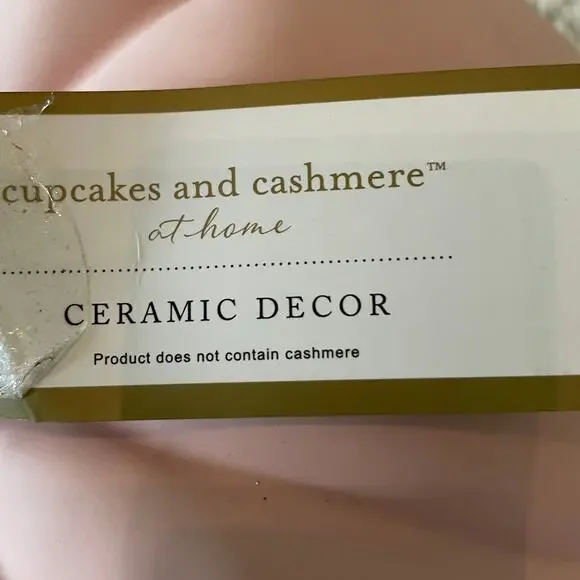 cupcakes and cashmere™
at home
CERAMIC DECOR
Product does not contain cashmere